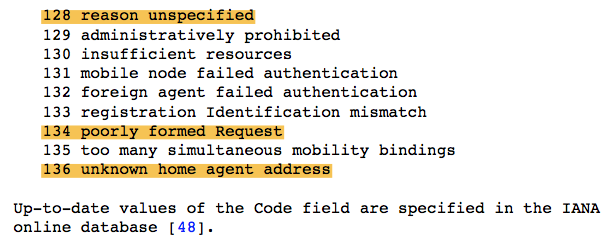 128 reason unspecified
129 administratively prohibited
130 insufficient resources
131 mobile node failed authentication
132 foreign agent failed authentication
133 registration Identification mismatch
134 poorly formed Request
135 too many simultaneous mobility bindings
136 unknown home agent address
Up-to-date values of the Code field are specified in the IANA
online database [48].